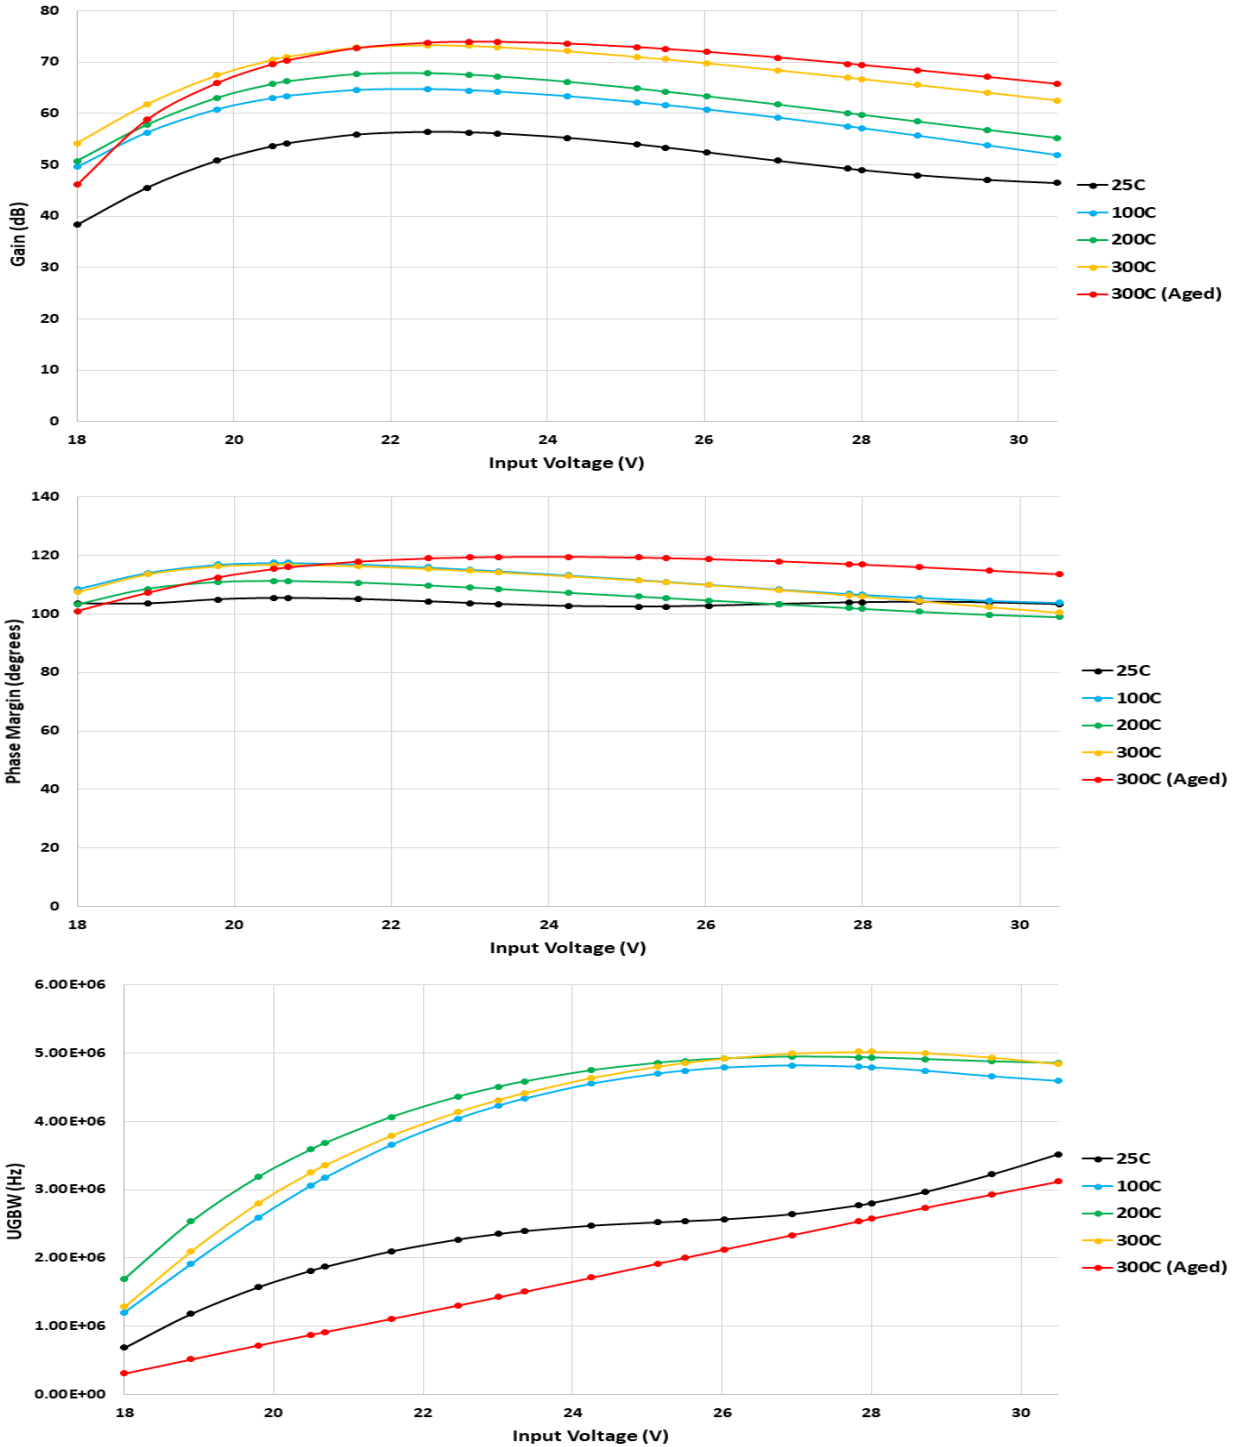 80
70
60
50
40
30
20
10
0
Gain (dB)
18 20 22 24 26 28 30
Input Voltage (V)
25C
100C
200C
300C
300C (Aged)
140
120
100
80
60
40
20
0
Phase Margin (degrees)
18 20 22 24 26 28 30
Input Voltage (V)
25C
100C
200C
300C
300C (Aged)
6.00E+06
5.00E+06
4.00E+06
3.00E+06
2.00E+06
1.00E+06
0.00E+00
UGBW (Hz)
18 20 22 24 26 28 30
Input Voltage (V)
25C
100C
200C
300C
300C (Aged)